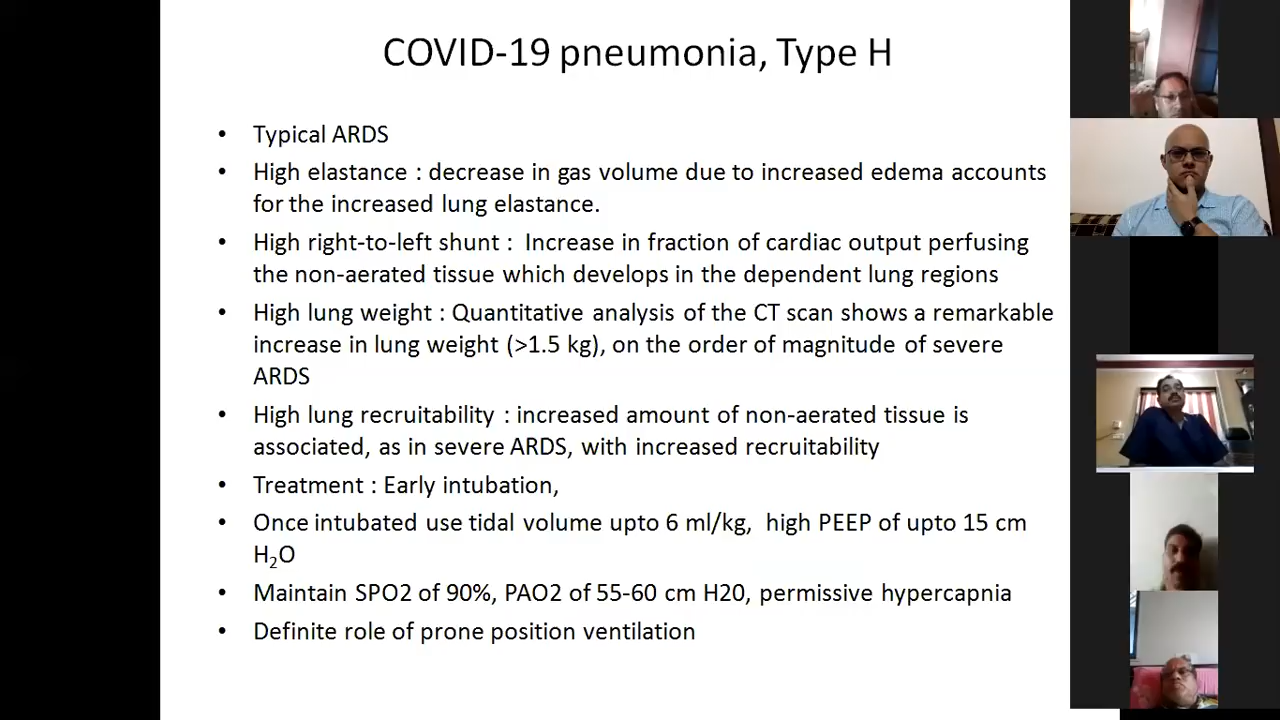 COVID-19 pneumonia, Type H
• Typical ARDS
• High elastance : decrease in gas volume due to increased edema accounts
for the increased lung elastance.
• High right-to-left shunt : Increase in fraction of cardiac output perfusing
the non-aerated tissue which develops in the dependent lung regions
• High lung weight : Quantitative analysis of the CT scan shows a remarkable
increase in lung weight (>1.5 kg), on the order of magnitude of severe
ARDS
• High lung recruitability : increased amount of non-aerated tissue is
associated, as in severe ARDS, with increased recruitability
• Treatment : Early intubation,
• Once intubated use tidal volume upto 6 ml/kg, high PEEP of upto 15 cm
H₂O
• Maintain SPO2 of 90%, PAO2 of 55-60 cm H20, permissive hypercapnia
• Definite role of prone position ventilation